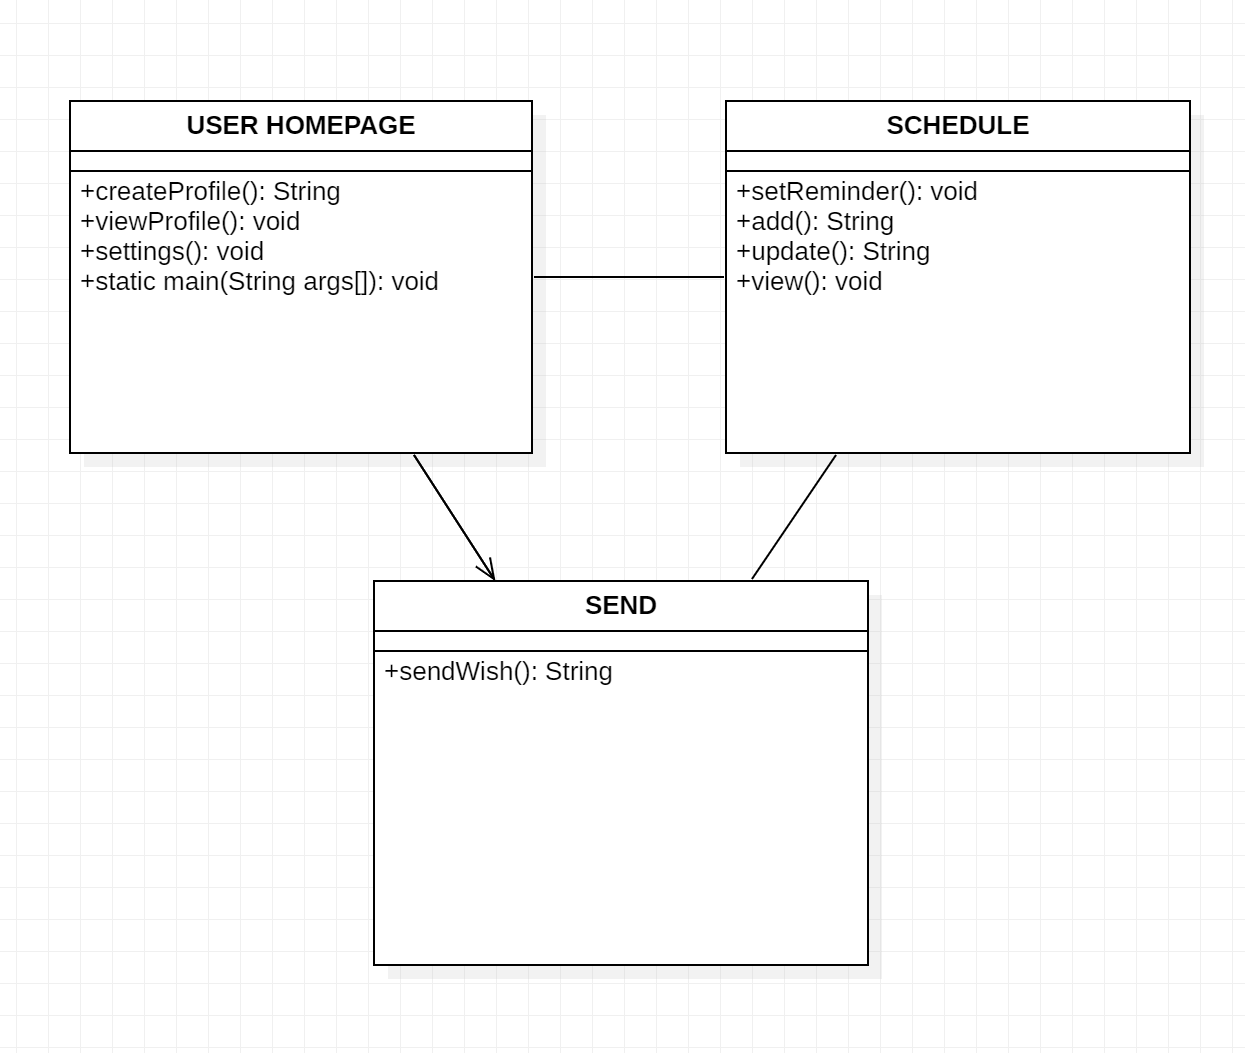 USER HOMEPAGE
+createProfile(): String
+viewProfile(): void
+settings(): void
+static main(String args[]): void
SCHEDULE
+setReminder(): void
+add(): String
+update(): String
+view(): void
SEND
+sendWish(): String